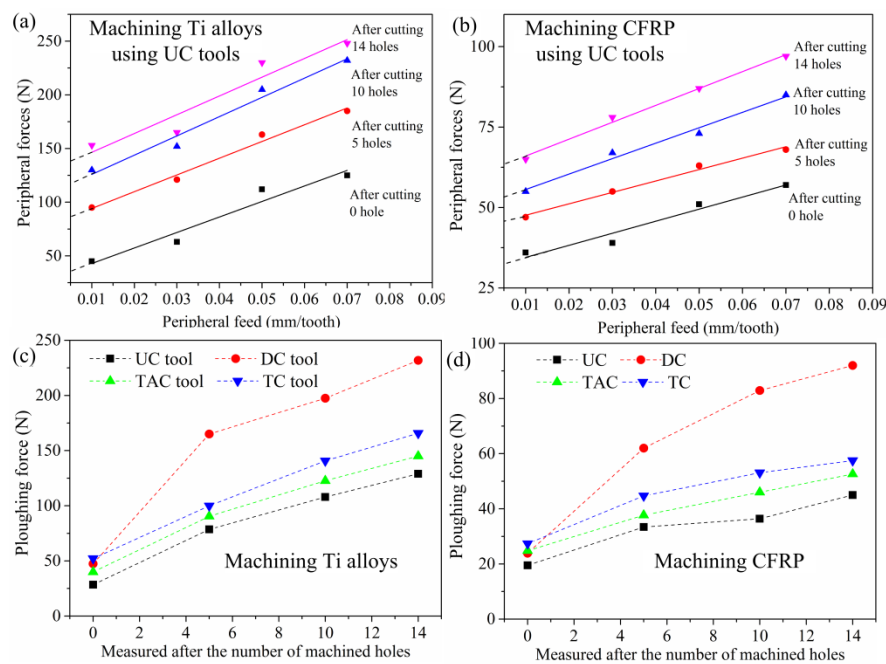 (a)
Machining Ti alloys
using UC tools
After cutting
14 holes
After cutting
10 holes
After cutting
5 holes
After cutting
0 hole
Peripheral forces (N)
250
200
150
100
50
0.01 0.02 0.03 0.04 0.05 0.06 0.07 0.08 0.09
Peripheral feed (mm/tooth)
(b)
Machining CFRP
using UC tools
After cutting
14 holes
After cutting
10 holes
After cutting
5 holes
After cutting
0 hole
Peripheral forces (N)
100
75
50
25
0.01 0.02 0.03 0.04 0.05 0.06 0.07 0.08 0.09
Peripheral feed (mm/tooth)
(c)
UC tool DC tool
TAC tool TC tool
Machining Ti alloys
Ploughing force (N)
250
200
150
100
50
0
0 2 4 6 8 10 12 14
Measured after the number of machined holes
(d)
UC DC
TAC TC
Machining CFRP
Ploughing force (N)
100
80
60
40
20
0
0 2 4 6 8 10 12 14
Measured after the number of machined holes